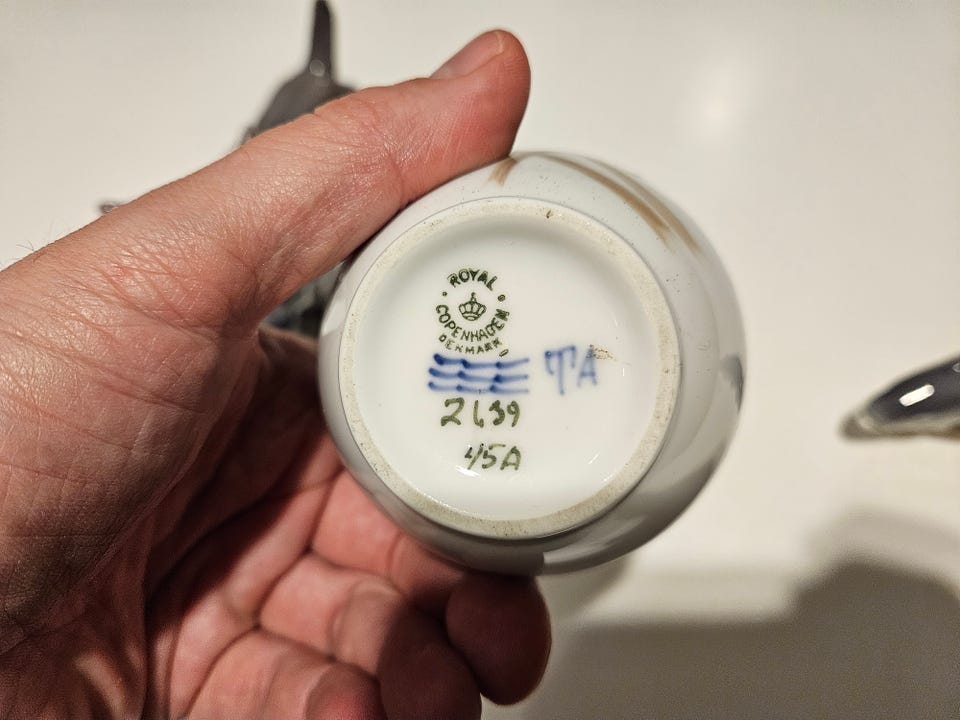 ROYAL
COPENHAGEN
DENMARK
TA
2639
45A